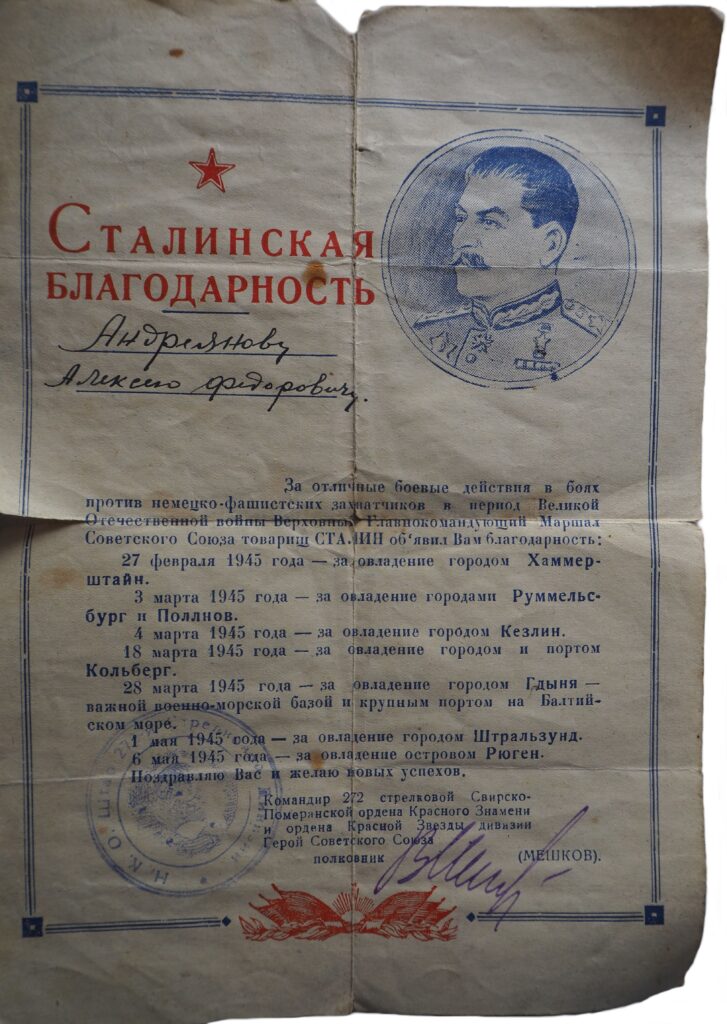 СТАЛИНСКАЯ
БЛАГОДАРНОСТЬ
Андреянову
Алексею Федоровичу.
За отличные боевые действия в боях
против немецко-фашистских захватчиков в период Великой
Отечественной войны Верховный Главнокомандующий Маршал
Советского Союза товарищ СТАЛИН об'явил Вам благодарность:
27 февраля 1945 года — за овладение городом Хаммер-
штайн.
3 марта 1945 года — за овладение городами Руммельс-
бург и Поллнов.
4 марта 1945 года — за овладение городом Кезлин.
18 марта 1945 года — за овладение городом и портом
Кольберг.
28 марта 1945 года — за овладение городом Гдыня —
важной военно-морской базой и крупным портом на Балтий-
ском море.
1 мая 1945 года — за овладение городом Штральзунд.
6 мая 1945 года — за овладение островом Рюген.
Поздравляю Вас и желаю новых успехов.
Командир 272 стрелковой Свирско-
Померанской ордена Красного Знамени
и ордена Красной Звезды дивизии
Герой Советского Союза
полковник (МЕШКОВ).
Н. К. О. Штаб 272